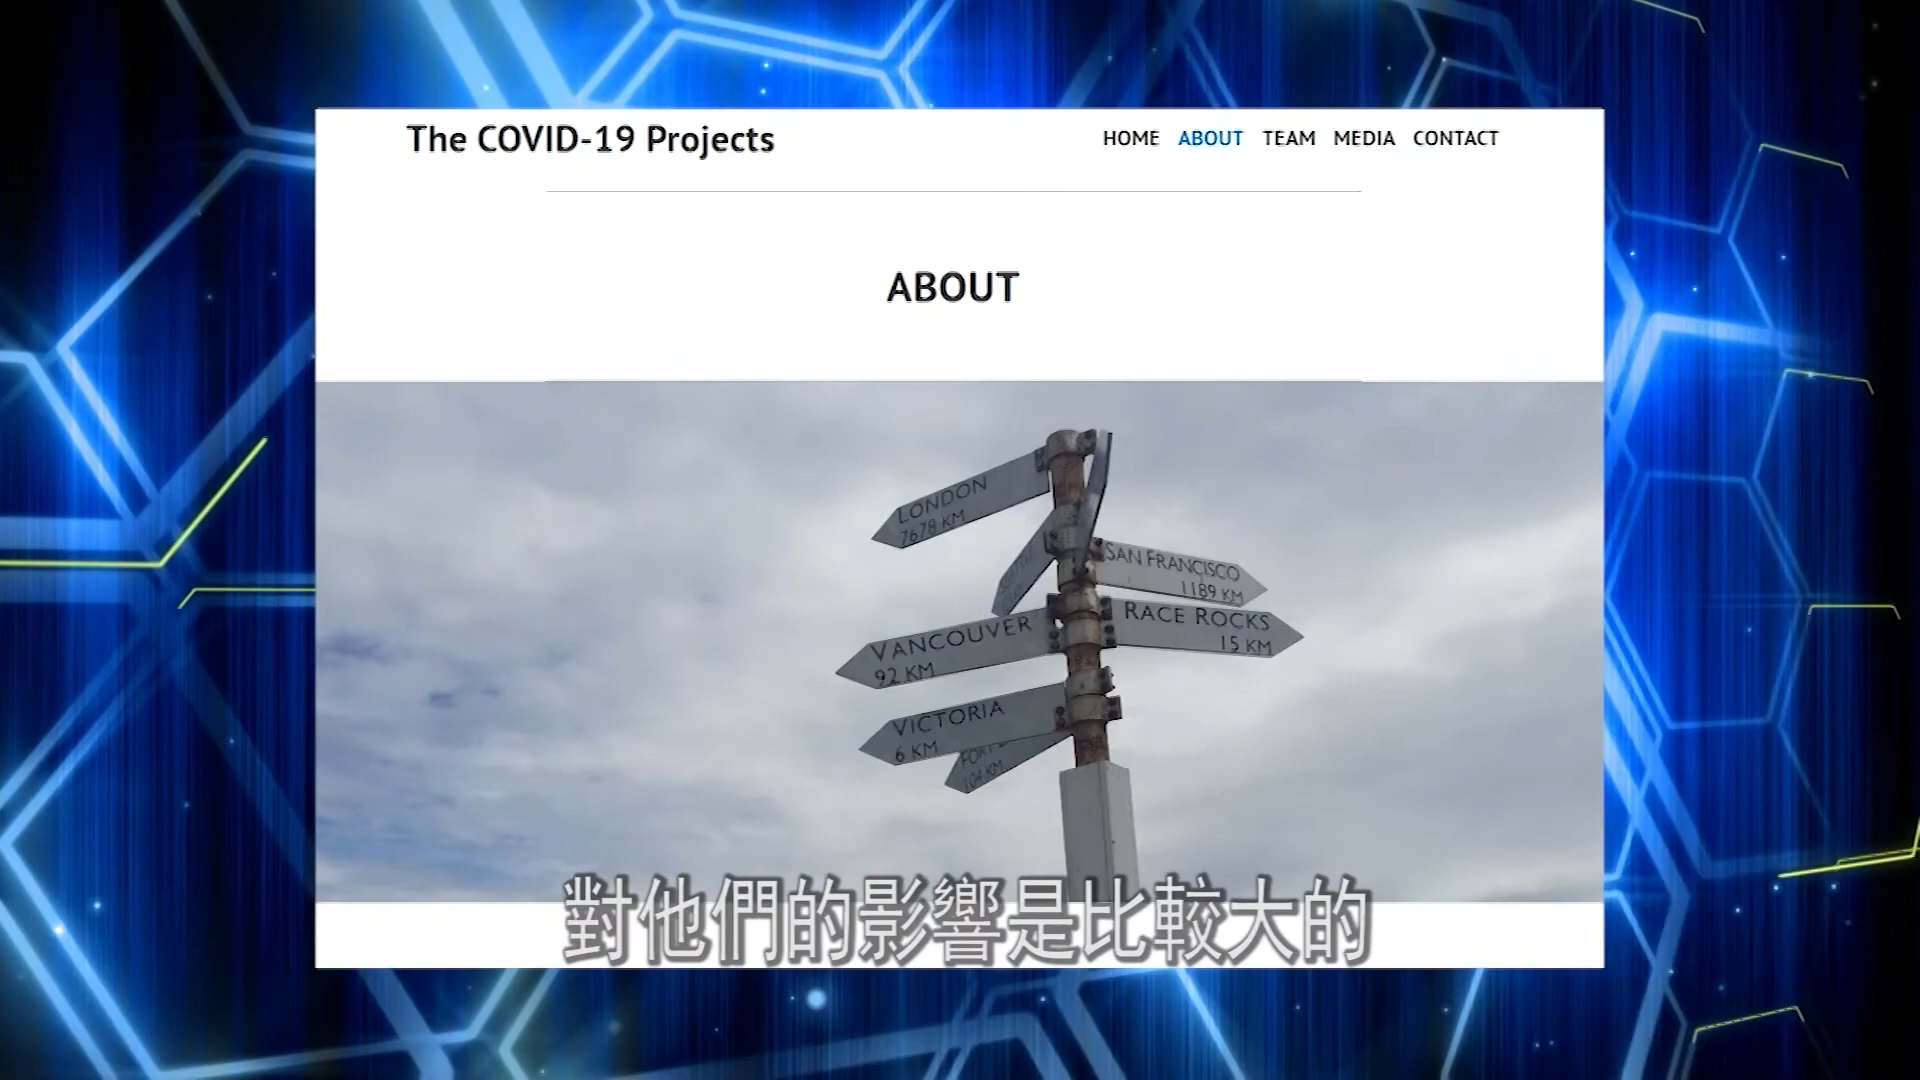 The COVID-19 Projects
HOME ABOUT TEAM MEDIA CONTACT
ABOUT
LONDON
7678 KM
SAN FRANCISCO
1189 KM
RACE ROCKS
15 KM
VANCOUVER
92 KM
VICTORIA
6 KM
104 KM
對他們的影響是比較大的